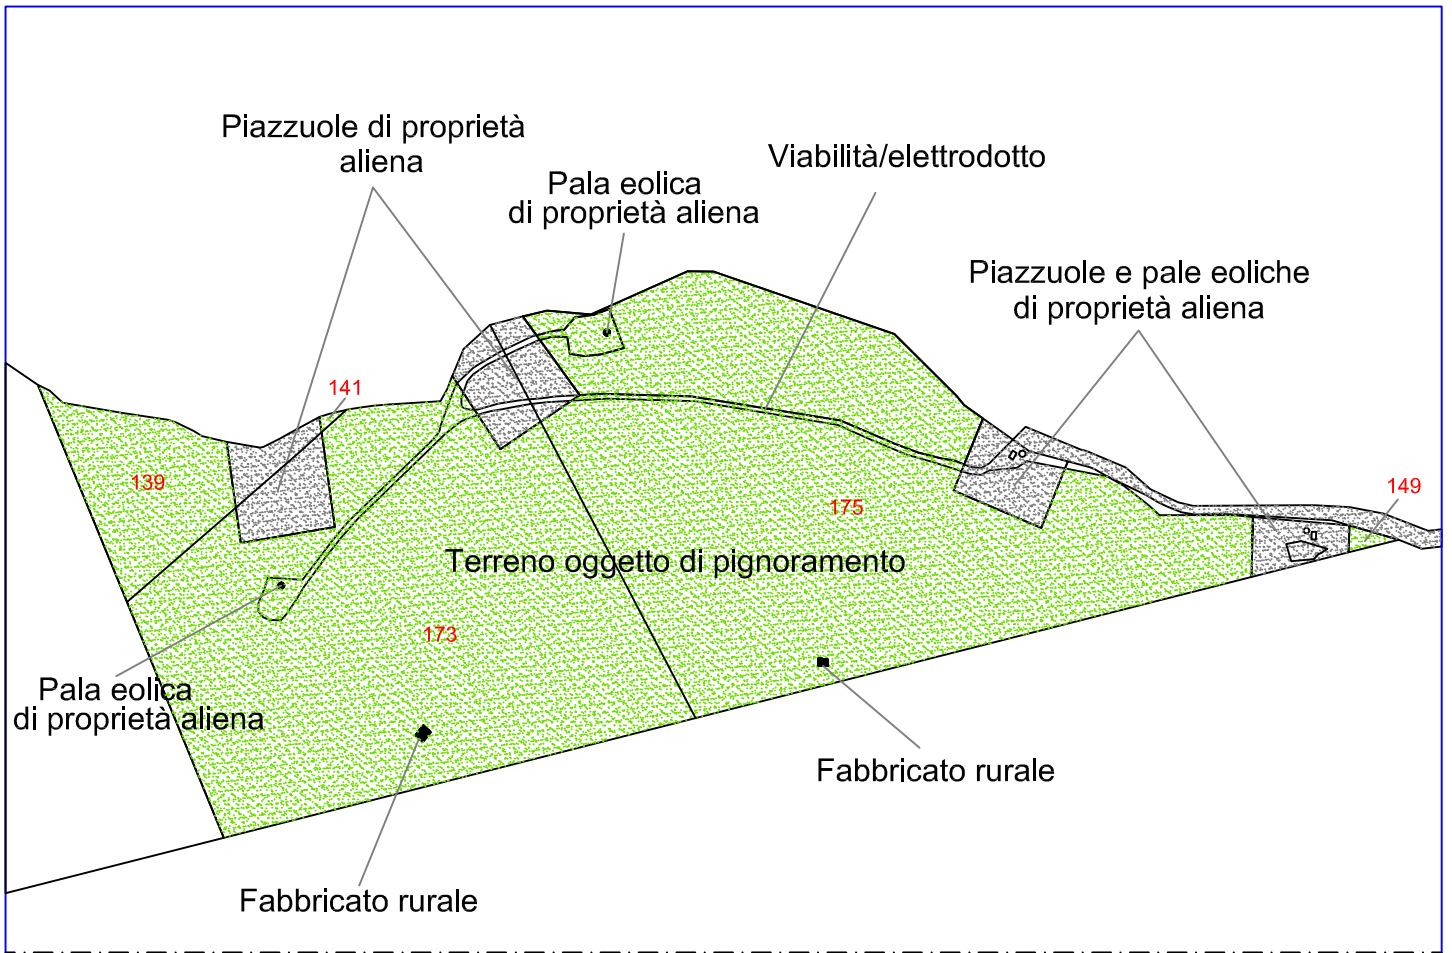 Piazzuole di proprietà
aliena
Viabilità/elettrodotto
Pala eolica
di proprietà aliena
Piazzuole e pale eoliche
di proprietà aliena
141
139
149
175
Terreno oggetto di pignoramento
173
Pala eolica
di proprietà aliena
Fabbricato rurale
Fabbricato rurale